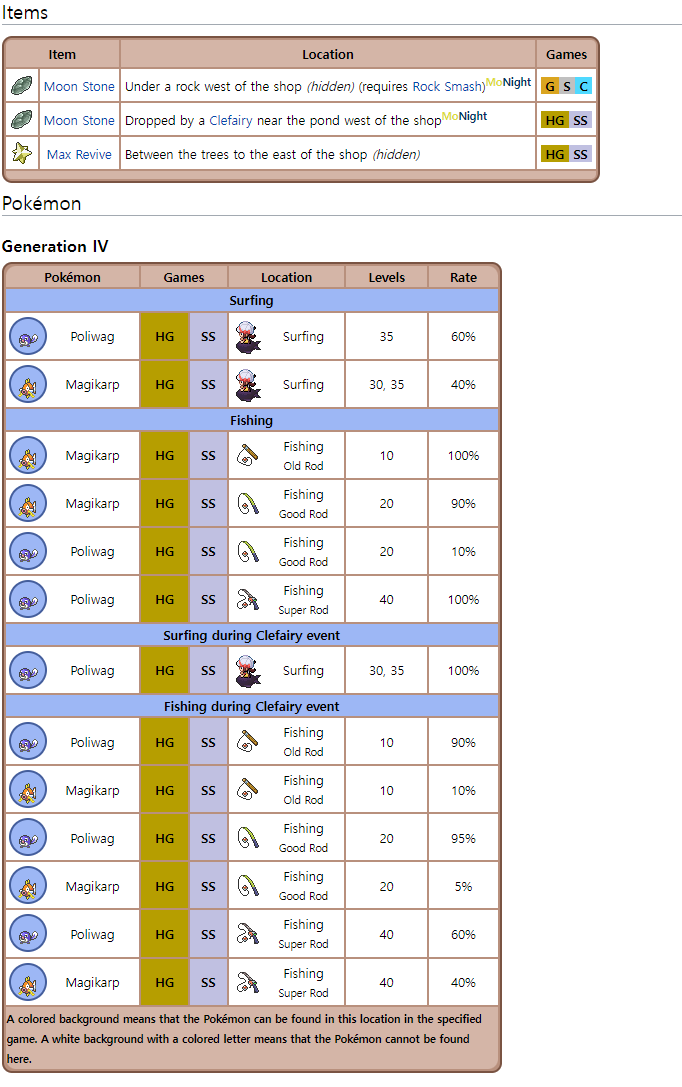 Items
Item Location Games
Moon Stone Under a rock west of the shop (hidden) (requires Rock Smash)MoNight G S C
Moon Stone Dropped by a Clefairy near the pond west of the shopMoNight HG SS
Max Revive Between the trees to the east of the shop (hidden) HG SS
Pokémon
Generation IV
Pokémon Games Location Levels Rate
Surfing
Poliwag HG SS Surfing 35 60%
Magikarp HG SS Surfing 30, 35 40%
Fishing
Magikarp HG SS Fishing Old Rod 10 100%
Magikarp HG SS Fishing Good Rod 20 90%
Poliwag HG SS Fishing Good Rod 20 10%
Poliwag HG SS Fishing Super Rod 40 100%
Surfing during Clefairy event
Poliwag HG SS Surfing 30, 35 100%
Fishing during Clefairy event
Poliwag HG SS Fishing Old Rod 10 90%
Magikarp HG SS Fishing Old Rod 10 10%
Poliwag HG SS Fishing Good Rod 20 95%
Magikarp HG SS Fishing Good Rod 20 5%
Poliwag HG SS Fishing Super Rod 40 60%
Magikarp HG SS Fishing Super Rod 40 40%
A colored background means that the Pokémon can be found in this location in the specified
game. A white background with a colored letter means that the Pokémon cannot be found
here.